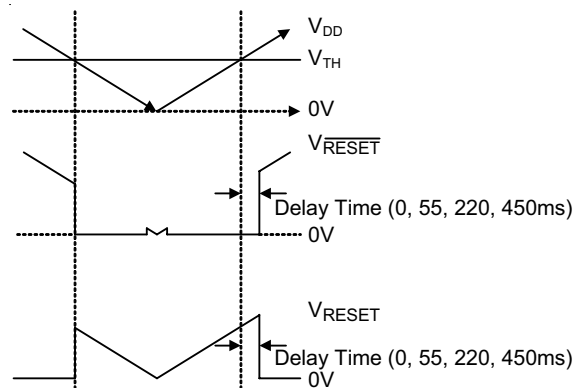 VDD
VTH
0V
VRESET
Delay Time (0, 55, 220, 450ms)
0V
VRESET
Delay Time (0, 55, 220, 450ms)
0V